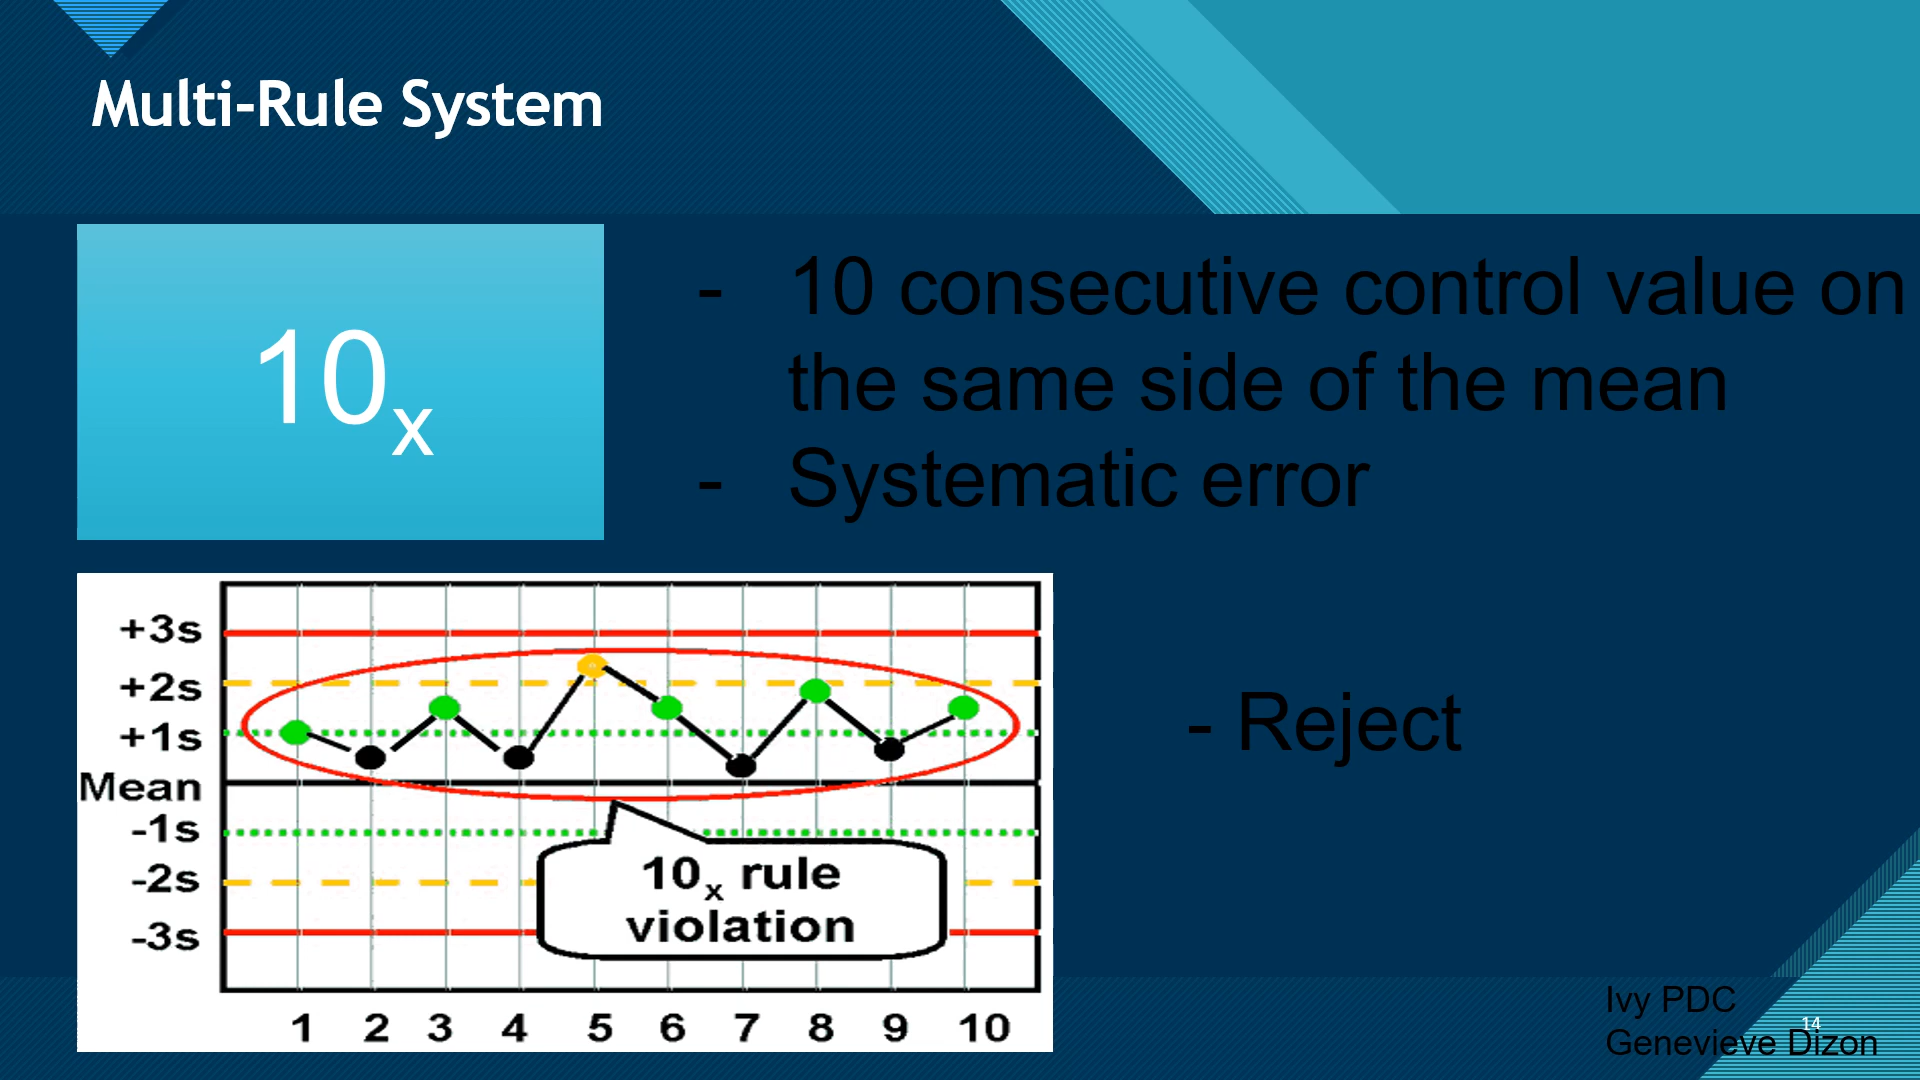 Multi-Rule System
10x
- 10 consecutive control value on
the same side of the mean
- Systematic error
+3s
+2s
+1s
Mean
-1s
-2s
-3s
10x rule
violation
1 2 3 4 5 6 7 8 9 10
- Reject
Ivy PDC
14
Genevieve Dizon